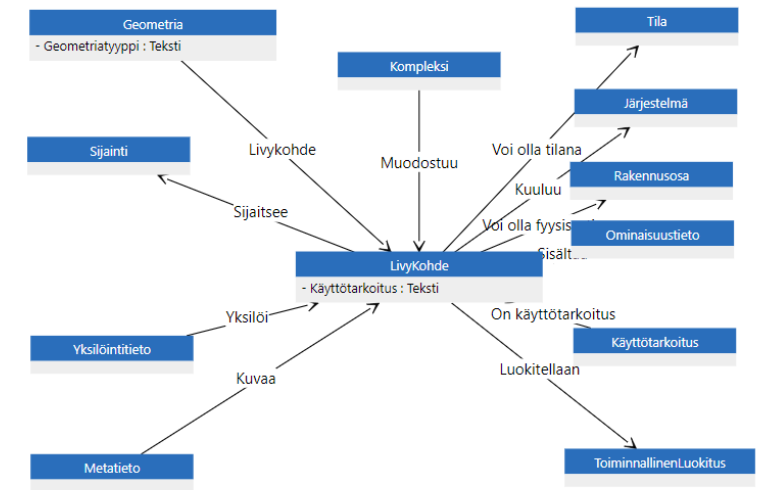 Geometria
- Geometriatyyppi : Teksti
Tila
Kompleksi
Järjestelmä
Sijainti
Livykohde
Muodostuu
Voi olla tilana
Kuuluu
Rakennusosa
Sijaitsee
Voi olla
Ominaisuustieto
LivyKohde
- Käyttötarkoitus : Teksti
Yksilöi
On käyttötarkoitus
Yksilöintitieto
Käyttötarkoitus
Kuvaa
Luokitellaan
Metatieto
ToiminnallinenLuokitus